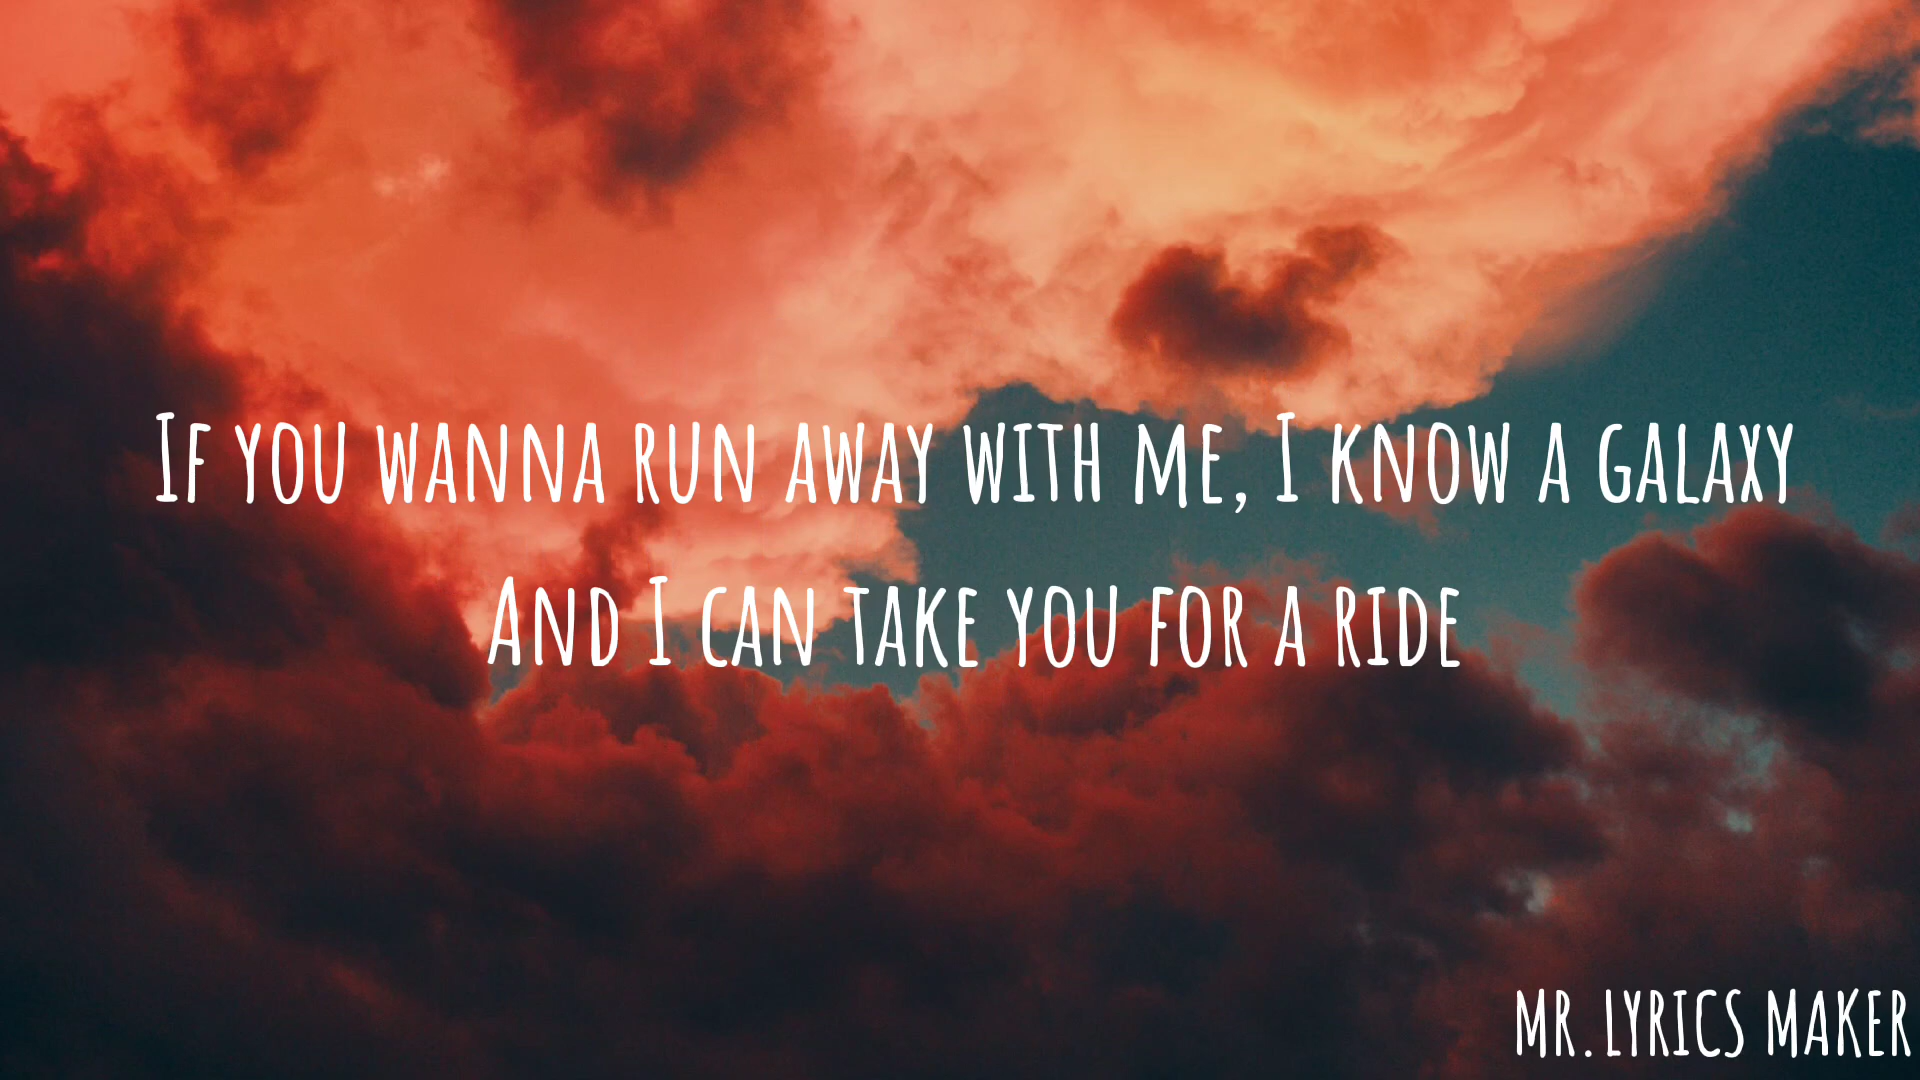 If you wanna run away with me, I know a galaxy
And I can take you for a ride
MR.LYRICS MAKER